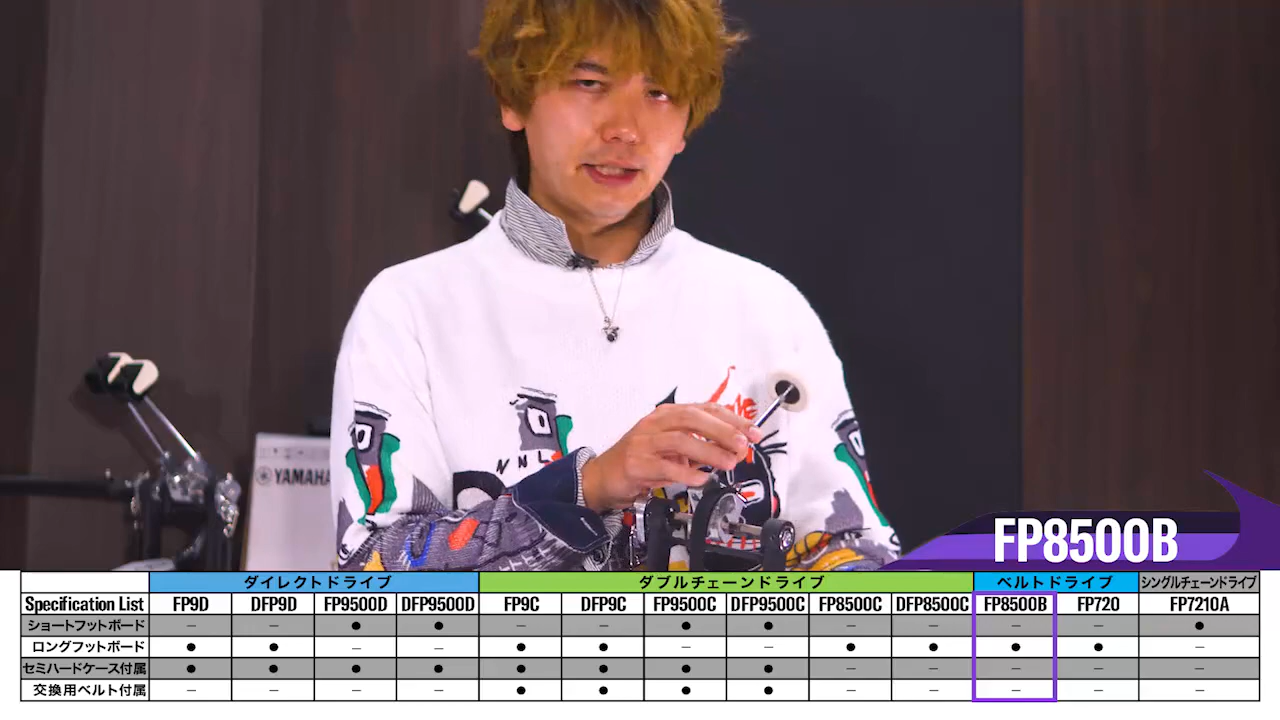 YAMAHA
FP8500B
ダイレクトドライブ ダブルチェーンドライブ ベルトドライブ シングルチェーンドライブ
Specification List FP9D DFP9D FP9500D DFP9500D FP9C DFP9C FP9500C DFP9500C FP8500C DFP8500C FP8500B FP720 FP7210A
ショートフットボード － － ● ● － － ● ● － － － － ●
ロングフットボード ● ● － － ● ● － － ● ● ● ● －
セミハードケース付属 ● ● ● ● ● ● ● ● － － － － －
交換用ベルト付属 － － － － ● ● ● ● － － － － －